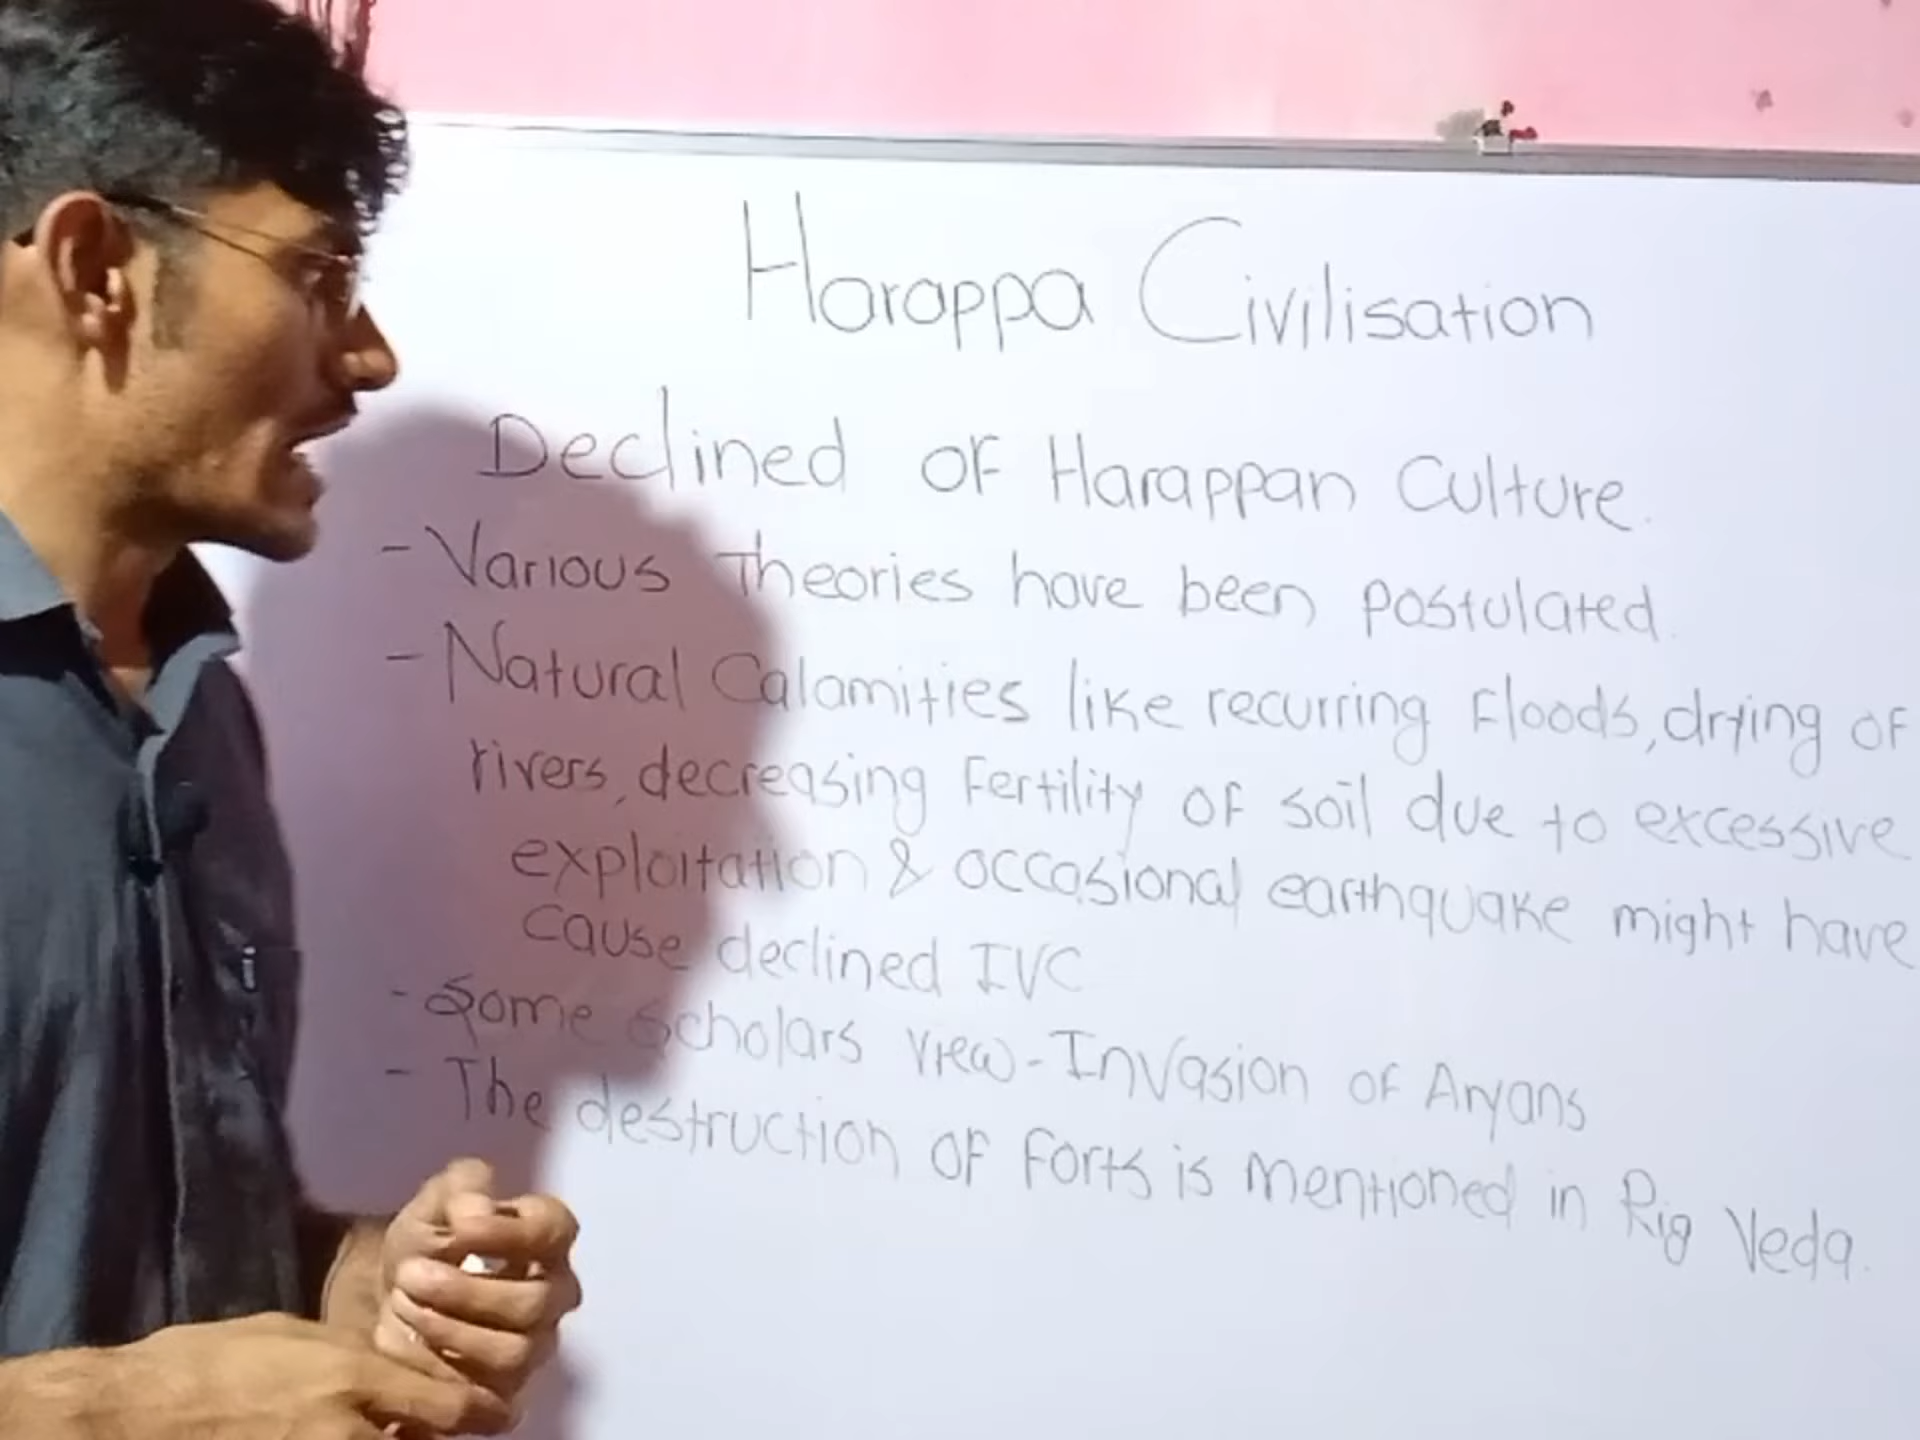 Harappa Civilisation
Declined of Harappan Culture.
- Various Theories have been postulated.
- Natural Calamities like recurring floods, drying of
rivers, decreasing fertility of soil due to excessive
exploitation & occasional earthquake might have
cause declined IVC
- Some scholars view - Invasion of Aryans
- The destruction of forts is mentioned in Rig Veda.